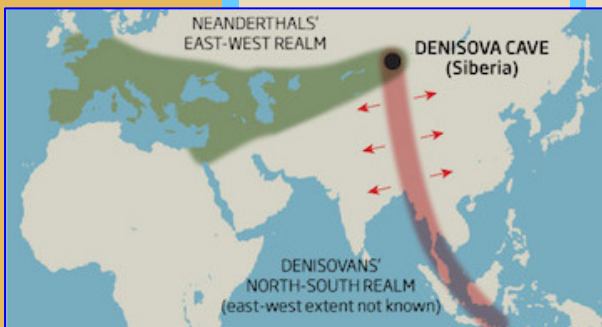 NEANDERTHALS'
EAST-WEST REALM
DENISOVA CAVE
(Siberia)
DENISOVANS'
NORTH-SOUTH REALM
(east-west extent not known)